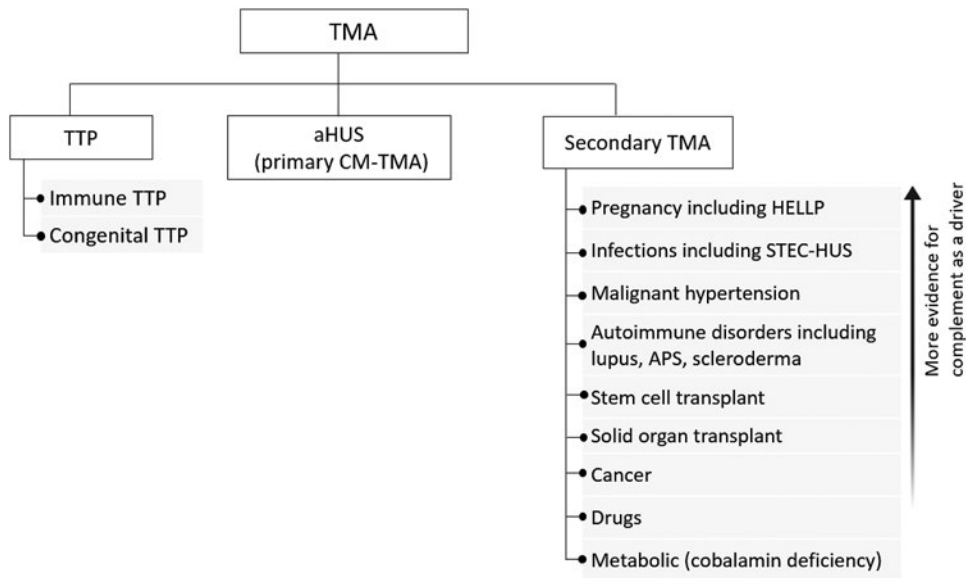 TMA
TTP
aHUS
(primary CM-TMA)
Secondary TMA
Immune TTP
Congenital TTP
Pregnancy including HELLP
Infections including STEC-HUS
Malignant hypertension
Autoimmune disorders including
lupus, APS, scleroderma
Stem cell transplant
Solid organ transplant
Cancer
Drugs
Metabolic (cobalamin deficiency)
More evidence for
complement as a driver